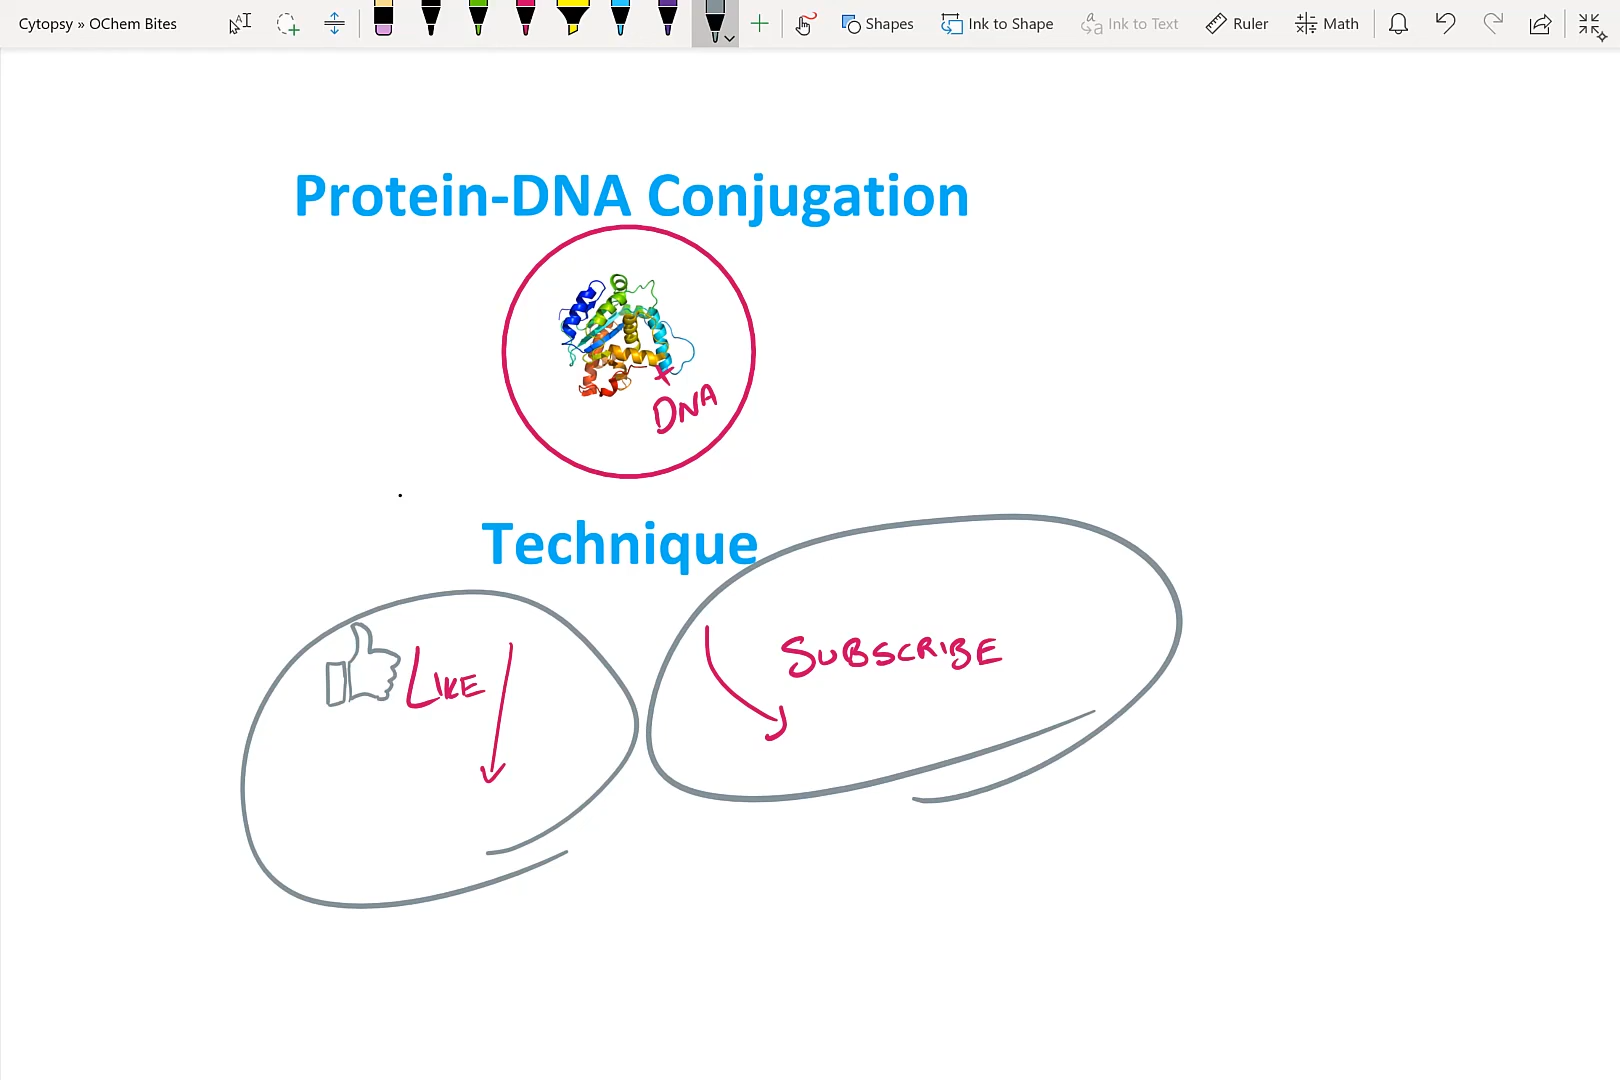 Cytopsy » OChem Bites
Shapes
Ink to Shape
Ink to Text
Ruler
Math
Protein-DNA Conjugation
DNA
Technique
LIKE
SUBSCRIBE